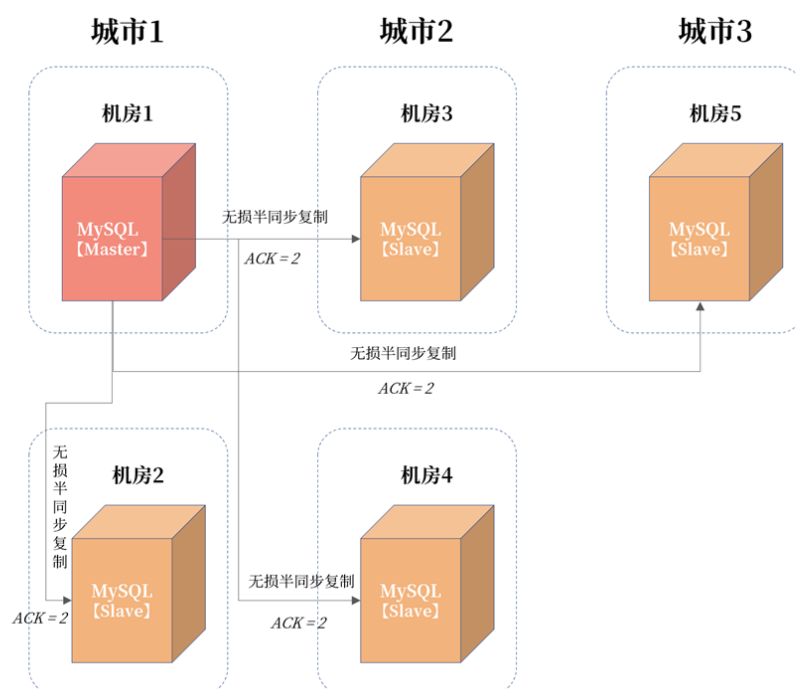 城市1
城市2
城市3
机房1
机房3
机房5
MySQL
【Master】
无损半同步复制
ACK = 2
MySQL
【Slave】
MySQL
【Slave】
无损半同步复制
ACK = 2
机房2
机房4
无损半同步复制
ACK = 2
MySQL
【Slave】
无损半同步复制
ACK = 2
MySQL
【Slave】